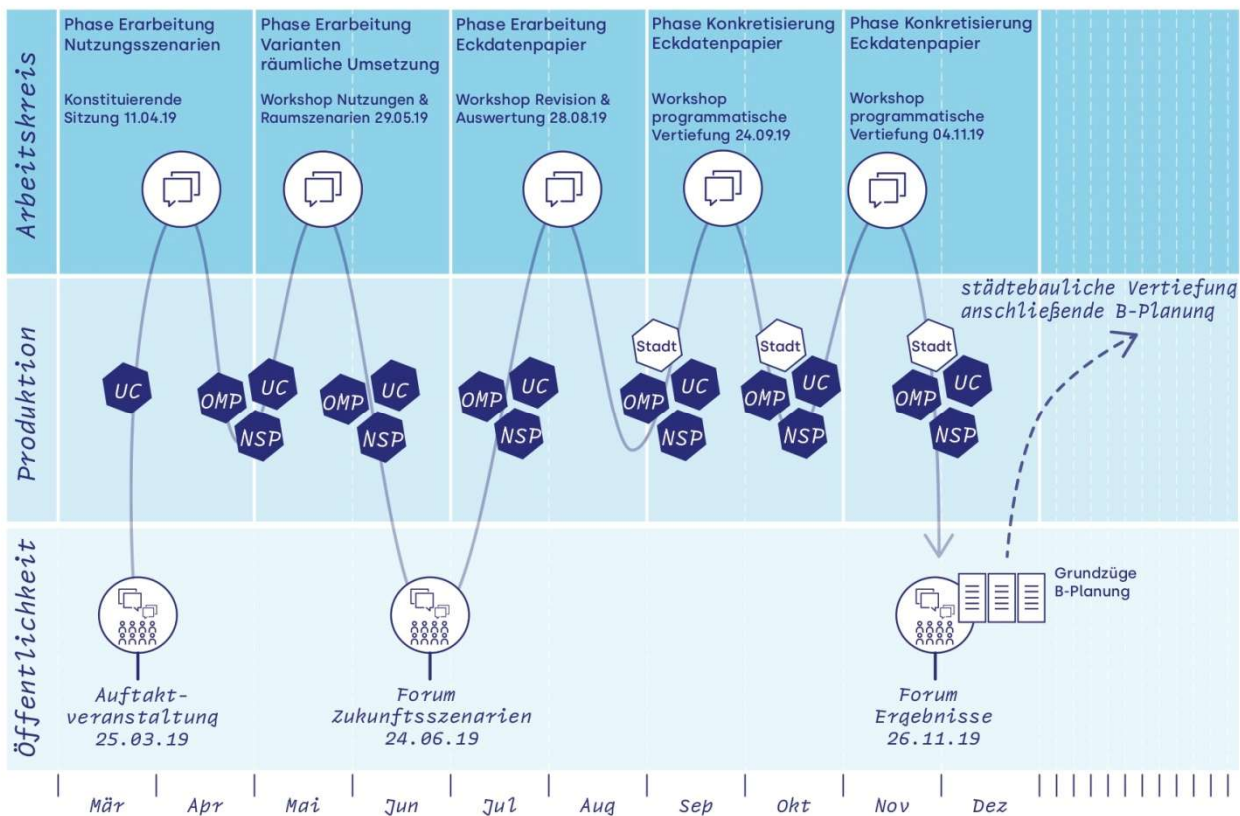 Arbeitskreis
Phase Erarbeitung
Nutzungsszenarien
Konstituierende
Sitzung 11.04.19
Phase Erarbeitung
Varianten
räumliche Umsetzung
Workshop Nutzungen &
Raumszenarien 29.05.19
Phase Erarbeitung
Eckdatenpapier
Workshop Revision &
Auswertung 28.08.19
Phase Konkretisierung
Eckdatenpapier
Workshop
programmatische
Vertiefung 24.09.19
Phase Konkretisierung
Eckdatenpapier
Workshop
programmatische
Vertiefung 04.11.19
Produktion
UC
OMP
UC
NSP
OMP
UC
NSP
OMP
UC
NSP
Stadt
OMP
UC
NSP
Stadt
OMP
UC
NSP
Stadt
OMP
UC
NSP
städtebauliche Vertiefung
anschließende B-Planung
Öffentlichkeit
Auftakt-
veranstaltung
25.03.19
Forum
Zukunftsszenarien
24.06.19
Forum
Ergebnisse
26.11.19
Grundzüge
B-Planung
Mär Apr Mai Jun Jul Aug Sep Okt Nov Dez